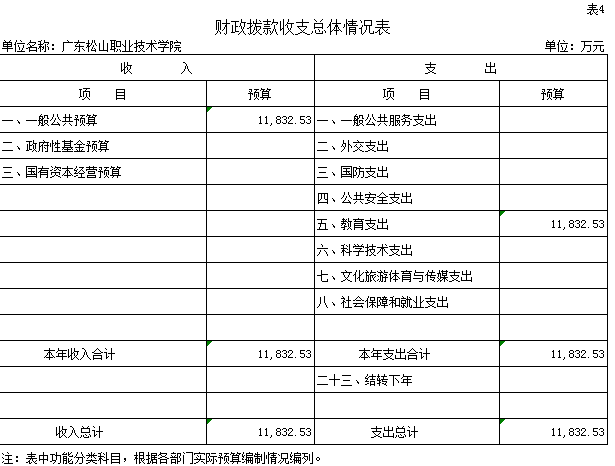 表4
财政拨款收支总体情况表
单位名称：广东松山职业技术学院 单位：万元
收 入 支 出
项 目 预算 项 目 预算
一、一般公共预算 11,832.53 一、一般公共服务支出
二、政府性基金预算 二、外交支出
三、国有资本经营预算 三、国防支出
四、公共安全支出
五、教育支出 11,832.53
六、科学技术支出
七、文化旅游体育与传媒支出
八、社会保障和就业支出
本年收入合计 11,832.53 本年支出合计 11,832.53
二十三、结转下年
收入总计 11,832.53 支出总计 11,832.53
注：表中功能分类科目，根据各部门实际预算编制情况编列。